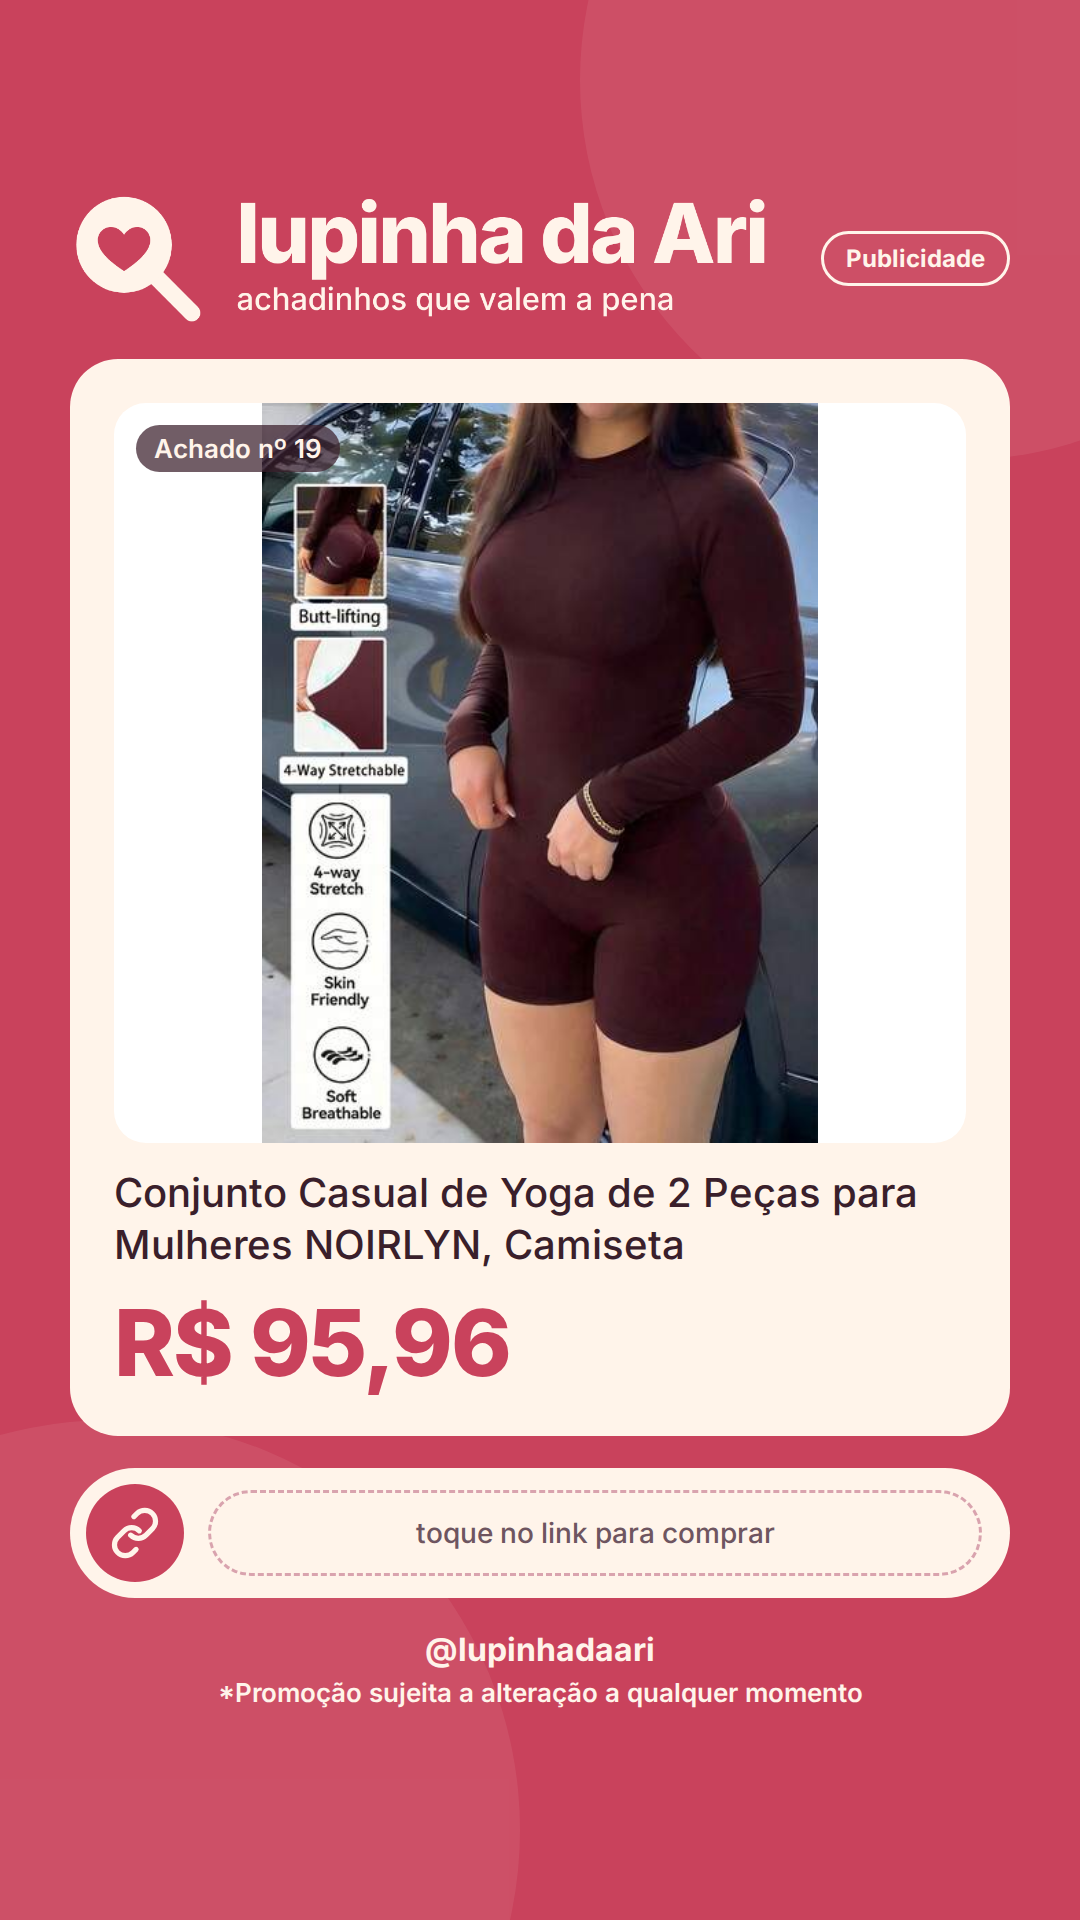 lupinha da Ari
achadinhos que valem a pena
Publicidade
Achado nº 19
Butt-lifting
4-Way Stretchable
4-way
Stretch
Skin
Friendly
Soft
Breathable
Conjunto Casual de Yoga de 2 Peças para
Mulheres NOIRLYN, Camiseta
R$ 95,96
toque no link para comprar
@lupinhadaari
*Promoção sujeita a alteração a qualquer momento